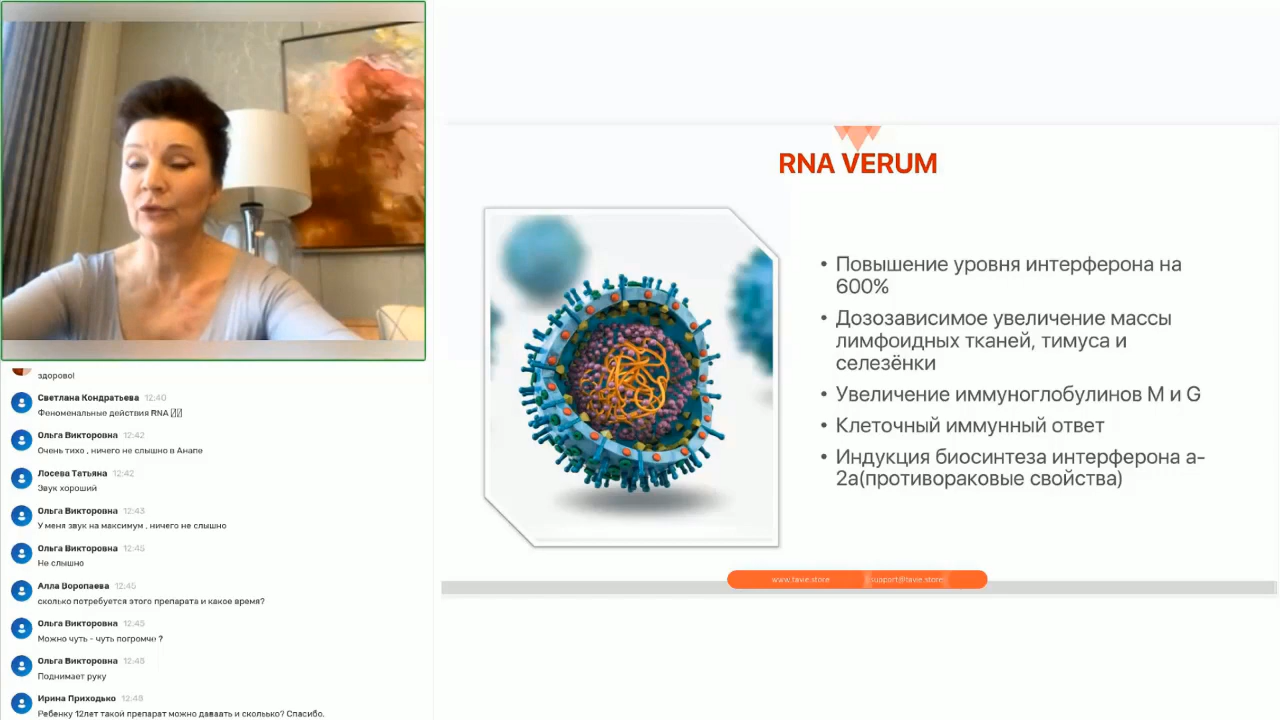 RNA VERUM
• Повышение уровня интерферона на
600%
• Дозозависимое увеличение массы
лимфоидных тканей, тимуса и
селезёнки
• Увеличение иммуноглобулинов М и G
• Клеточный иммунный ответ
• Индукция биосинтеза интерферона а-
2а(противораковые свойства)
www.favie.store support@favie.store
здорово!
Светлана Кондратьева 12:40
Феноменальные действия RNA
Ольга Викторовна 12:42
Очень тихо , ничего не слышно в Анапе
Лосева Татьяна 12:42
Звук хороший
Ольга Викторовна 12:43
У меня звук на максимум , ничего не слышно
Ольга Викторовна 12:45
Не слышно
Алла Воропаева 12:45
сколько потребуется этого препарата и какое время?
Ольга Викторовна 12:45
Можно чуть - чуть погромче ?
Ольга Викторовна 12:46
Поднимает руку
Ирина Приходько 12:48
Ребенку 12лет такой препарат можно даваать и сколько? Спасибо.